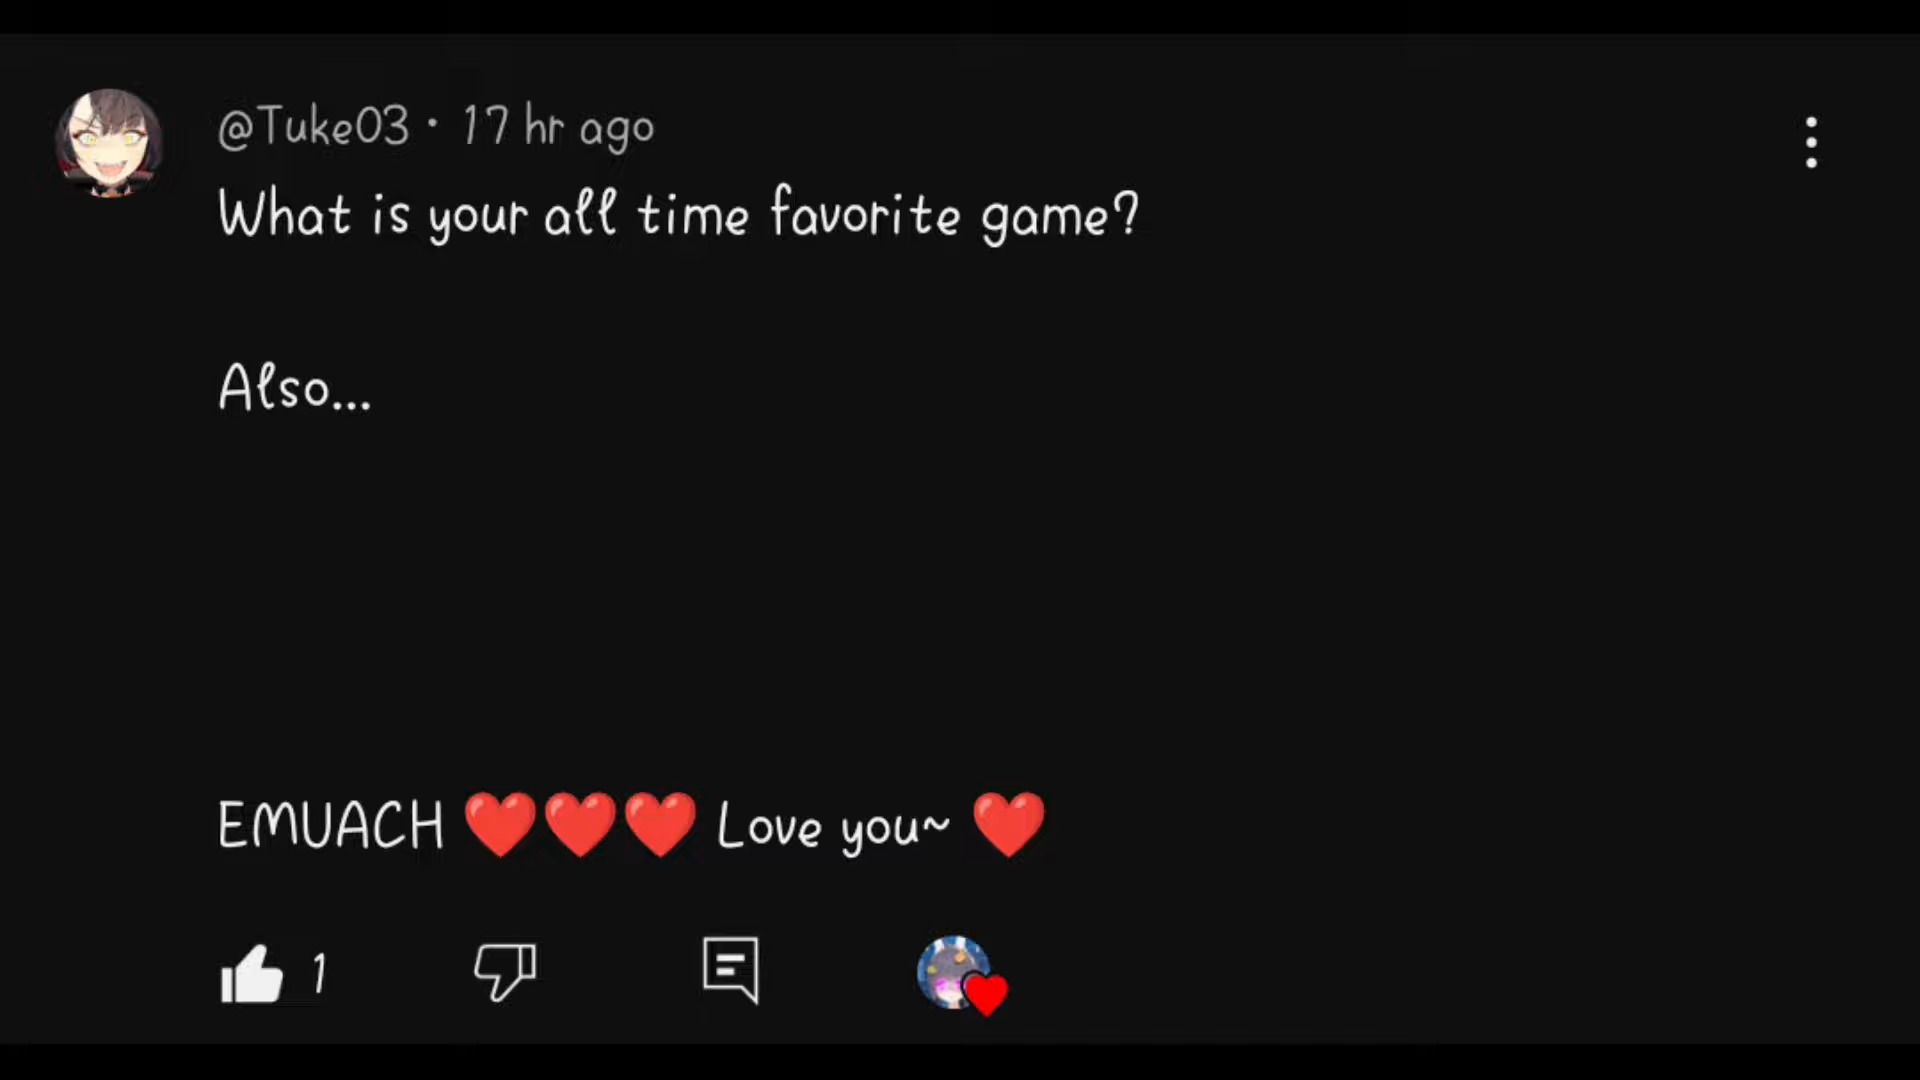 @Tuke03 · 17 hr ago
What is your all time favorite game?
Also...
EMUACH ❤️❤️❤️ Love you~ ❤️
1